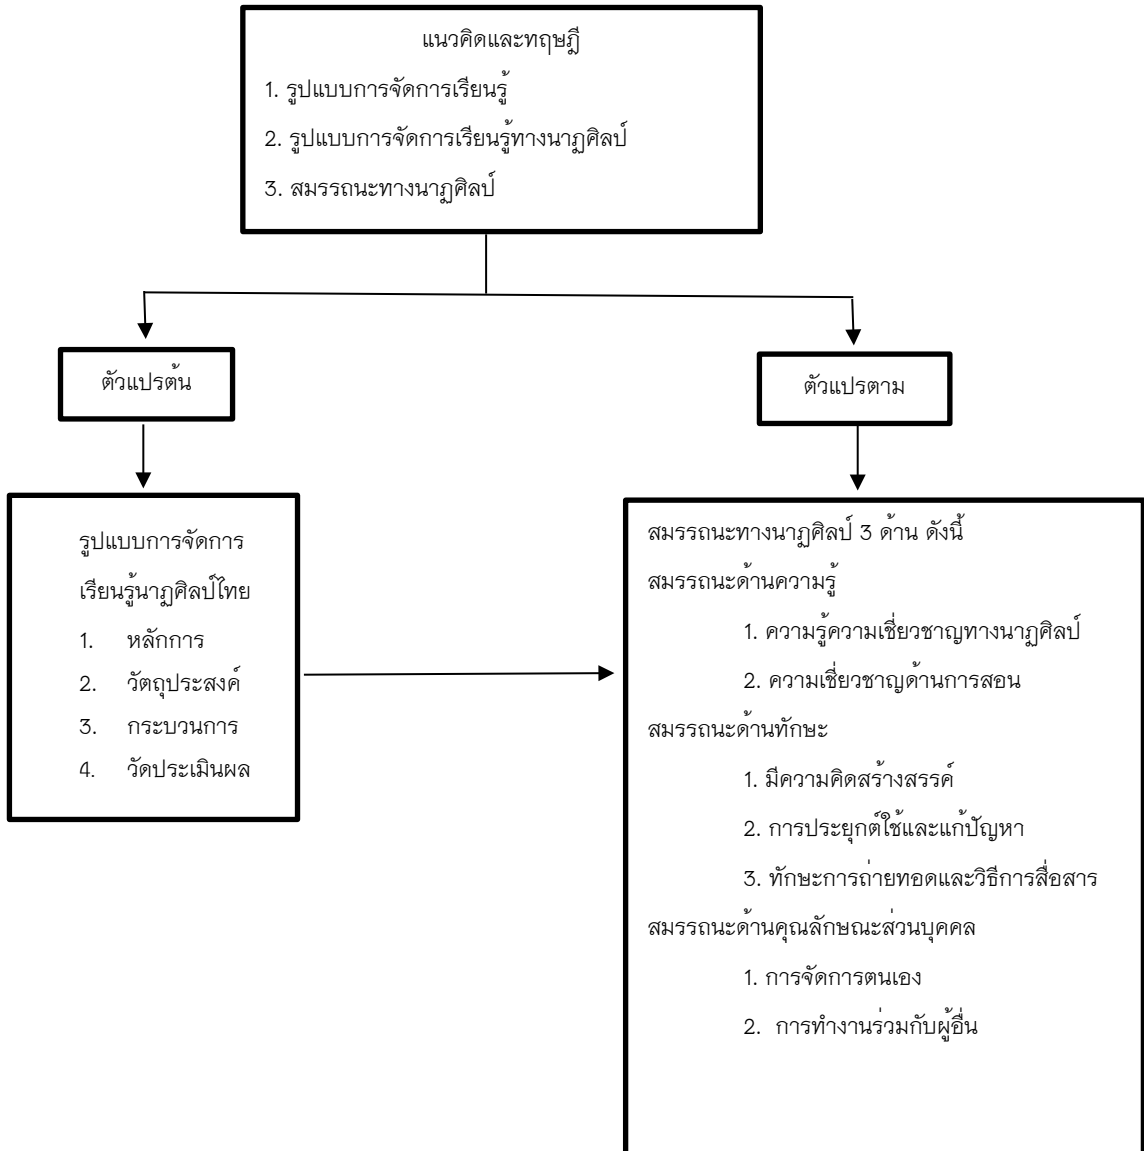 แนวคิดและทฤษฎี
1. รูปแบบการจัดการเรียนรู้
2. รูปแบบการจัดการเรียนรู้ทางนาฏศิลป์
3. สมรรถนะทางนาฏศิลป์
ตัวแปรต้น
ตัวแปรตาม
รูปแบบการจัดการ
เรียนรู้นาฏศิลป์ไทย
1. หลักการ
2. วัตถุประสงค์
3. กระบวนการ
4. วัดประเมินผล
สมรรถนะทางนาฏศิลป์ 3 ด้าน ดังนี้
สมรรถนะด้านความรู้
1. ความรู้ความเชี่ยวชาญทางนาฏศิลป์
2. ความเชี่ยวชาญด้านการสอน
สมรรถนะด้านทักษะ
1. มีความคิดสร้างสรรค์
2. การประยุกต์ใช้และแก้ปัญหา
3. ทักษะการถ่ายทอดและวิธีการสื่อสาร
สมรรถนะด้านคุณลักษณะส่วนบุคคล
1. การจัดการตนเอง
2. การทำงานร่วมกับผู้อื่น